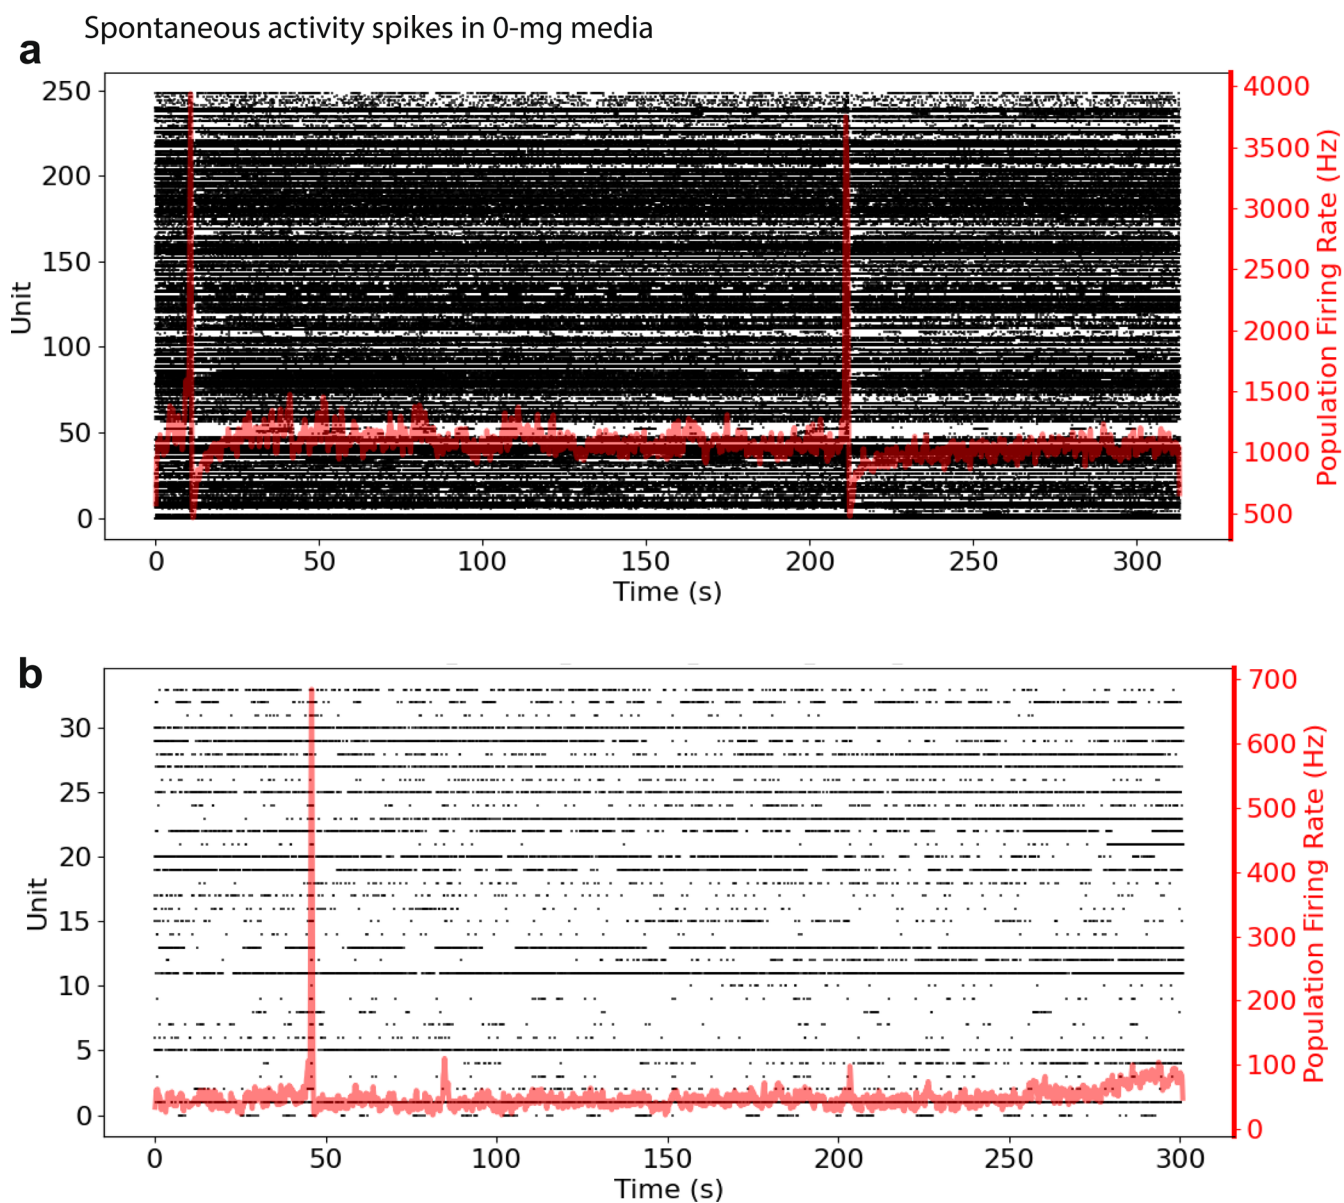 Spontaneous activity spikes in 0-mg media
a
250
200
150
100
50
0
Unit
4000
3500
3000
2500
2000
1500
1000
500
Population Firing Rate (Hz)
0 50 100 150 200 250 300
Time (s)
b
30
25
20
15
10
5
0
Unit
700
600
500
400
300
200
100
0
Population Firing Rate (Hz)
0 50 100 150 200 250 300
Time (s)